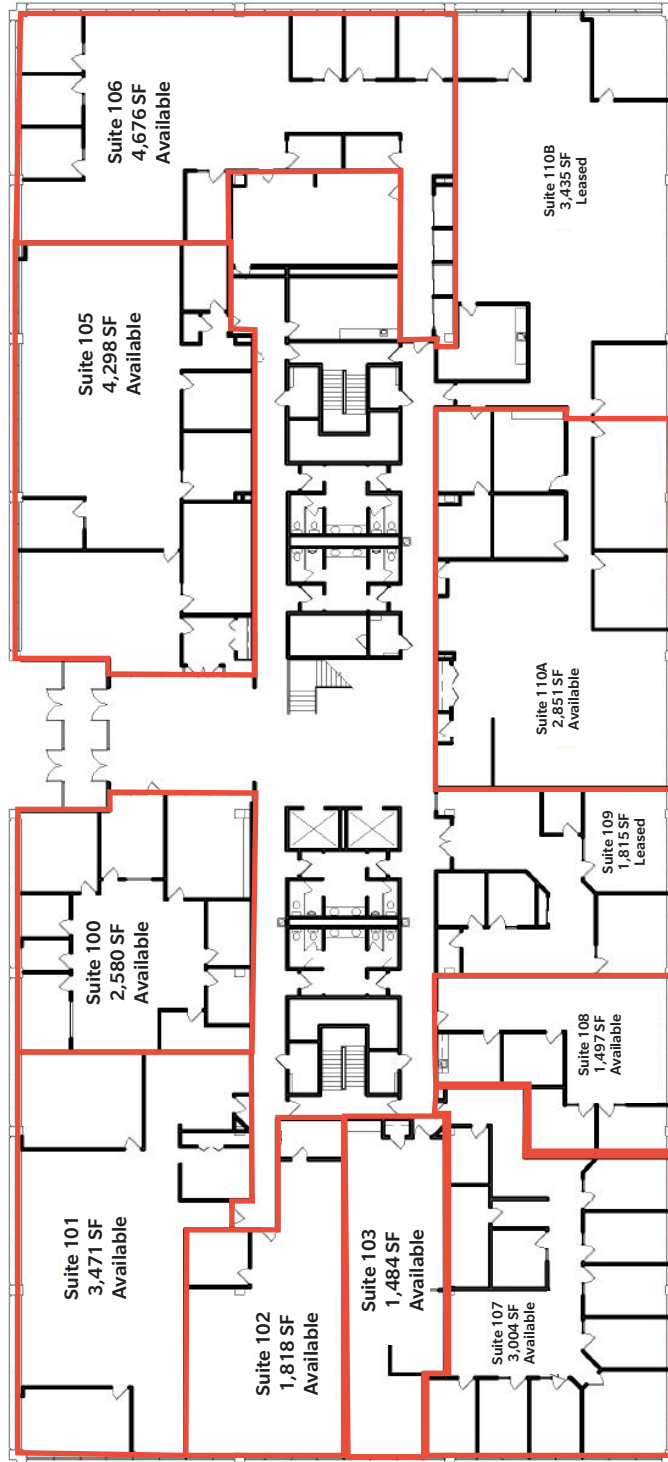 Suite 106
4,676 SF
Available
Suite 110B
3,435 SF
Leased
Suite 105
4,298 SF
Available
Suite 110A
2,851 SF
Available
Suite 109
1,815 SF
Leased
Suite 100
2,580 SF
Available
Suite 108
1,497 SF
Available
Suite 101
3,471 SF
Available
Suite 103
1,484 SF
Available
Suite 107
3,004 SF
Available
Suite 102
1,818 SF
Available